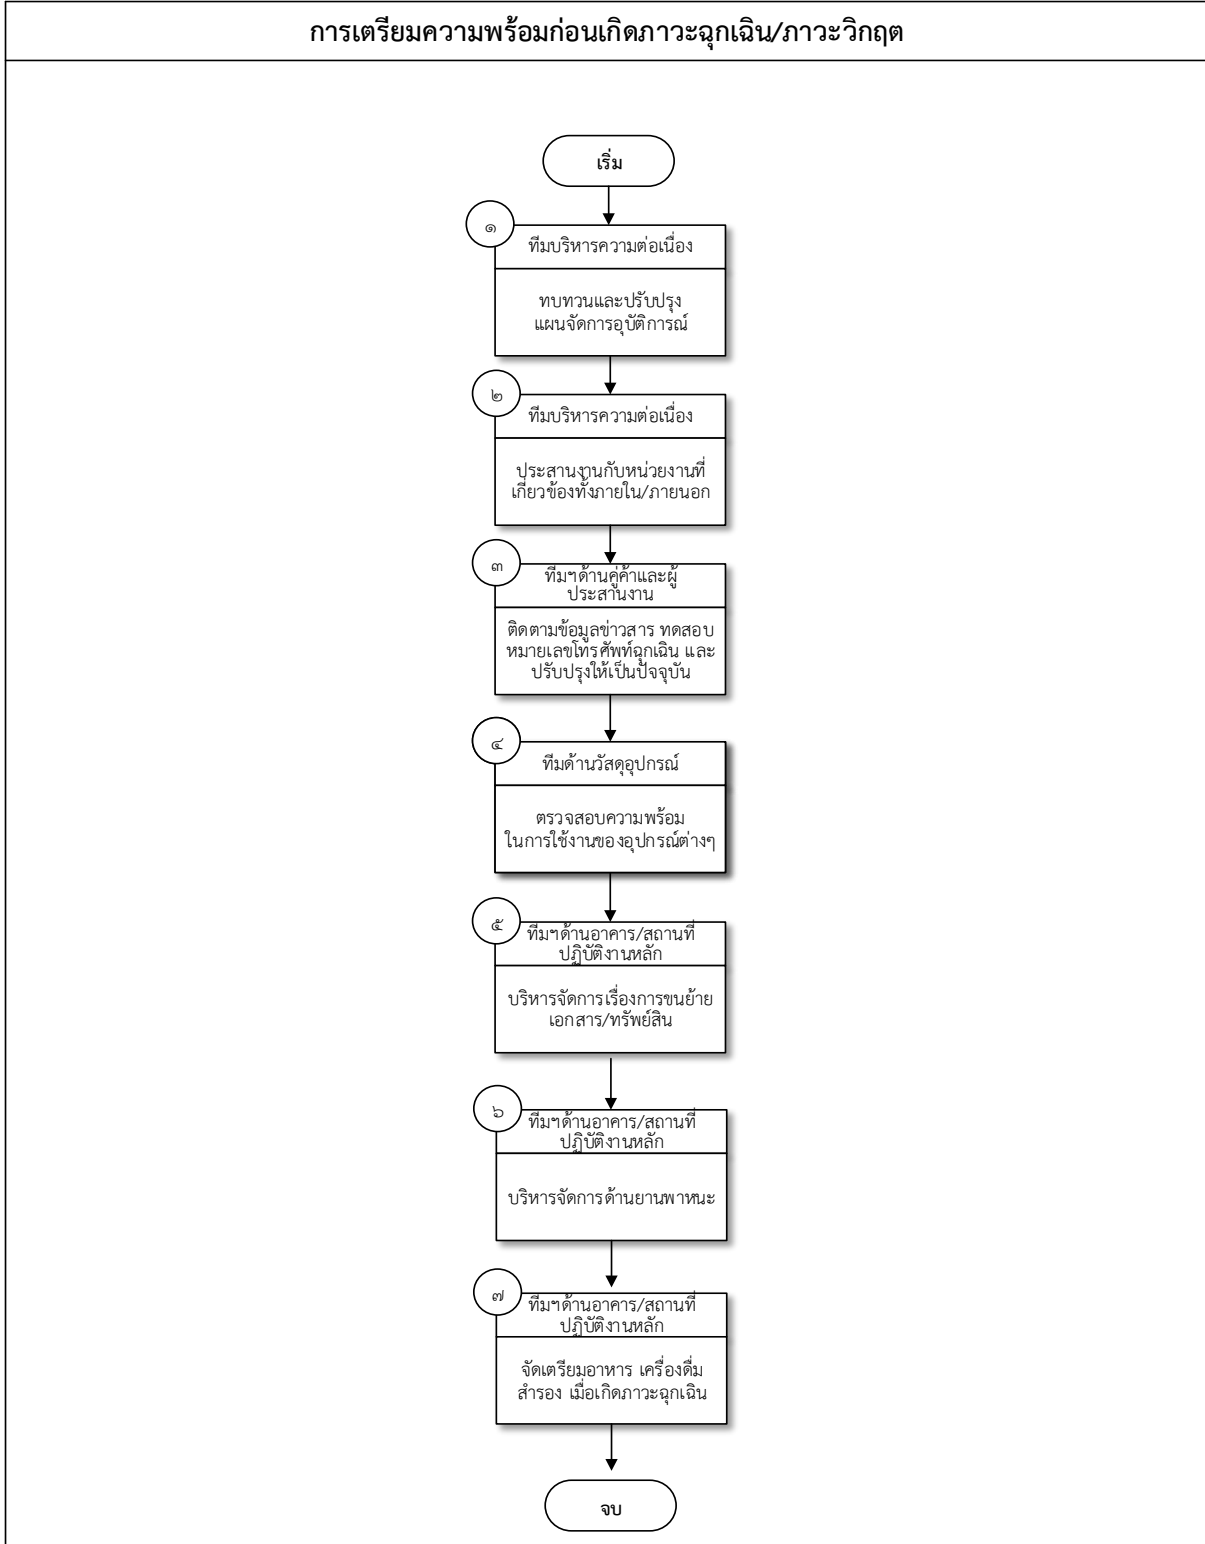 การเตรียมความพร้อมก่อนเกิดภาวะฉุกเฉิน/ภาวะวิกฤต
เริ่ม
๑
ทีมบริหารความต่อเนื่อง
ทบทวนและปรับปรุง
แผนจัดการอุบัติการณ์
๒
ทีมบริหารความต่อเนื่อง
ประสานงานกับหน่วยงานที่
เกี่ยวข้องทั้งภายใน/ภายนอก
๓
ทีมฯด้านคู่ค้าและผู้
ประสานงาน
ติดตามข้อมูลข่าวสาร ทดสอบ
หมายเลขโทรศัพท์ฉุกเฉิน และ
ปรับปรุงให้เป็นปัจจุบัน
๔
ทีมด้านวัสดุอุปกรณ์
ตรวจสอบความพร้อม
ในการใช้งานของอุปกรณ์ต่างๆ
๕
ทีมฯด้านอาคาร/สถานที่
ปฏิบัติงานหลัก
บริหารจัดการเรื่องการขนย้าย
เอกสาร/ทรัพย์สิน
๖
ทีมฯด้านอาคาร/สถานที่
ปฏิบัติงานหลัก
บริหารจัดการด้านยานพาหนะ
๗
ทีมฯด้านอาคาร/สถานที่
ปฏิบัติงานหลัก
จัดเตรียมอาหาร เครื่องดื่ม
สำรอง เมื่อเกิดภาวะฉุกเฉิน
จบ